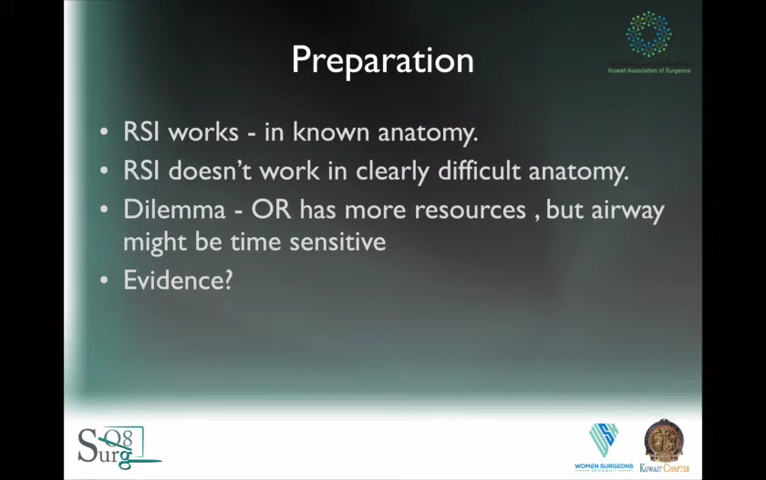 Preparation
Kuwait Association of Surgeons
• RSI works - in known anatomy.
• RSI doesn't work in clearly difficult anatomy.
• Dilemma - OR has more resources , but airway
might be time sensitive
• Evidence?
Q8
Surg
WOMEN SURGEONS
KUWAIT CHAPTER